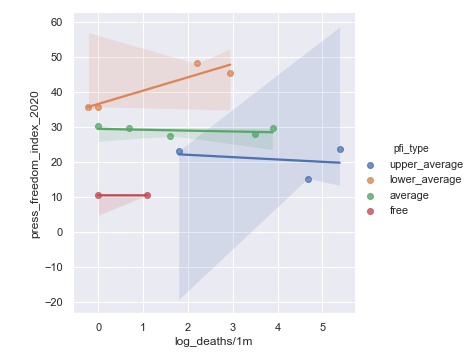 60
50
40
30
20
10
0
−10
−20
press_freedom_index_2020
0 1 2 3 4 5
log_deaths/1m
pfi_type
upper_average
lower_average
average
free